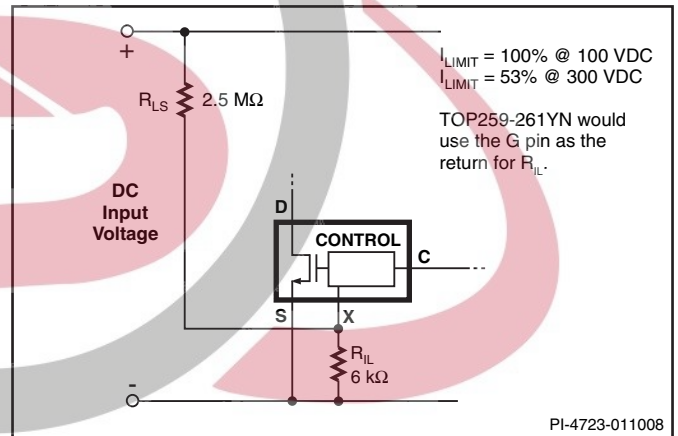 +
R_LS 2.5 MΩ
I_LIMIT = 100% @ 100 VDC
I_LIMIT = 53% @ 300 VDC
TOP259-261YN would
use the G pin as the
return for R_IL.
DC
Input
Voltage
D
CONTROL
C
S
X
R_IL
6 kΩ
-
PI-4723-011008